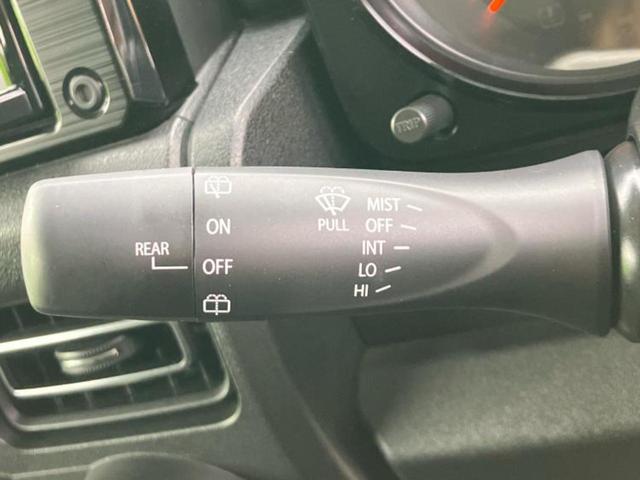 TRIP
REAR
ON
OFF
PULL
MIST
OFF
INT
LO
HI